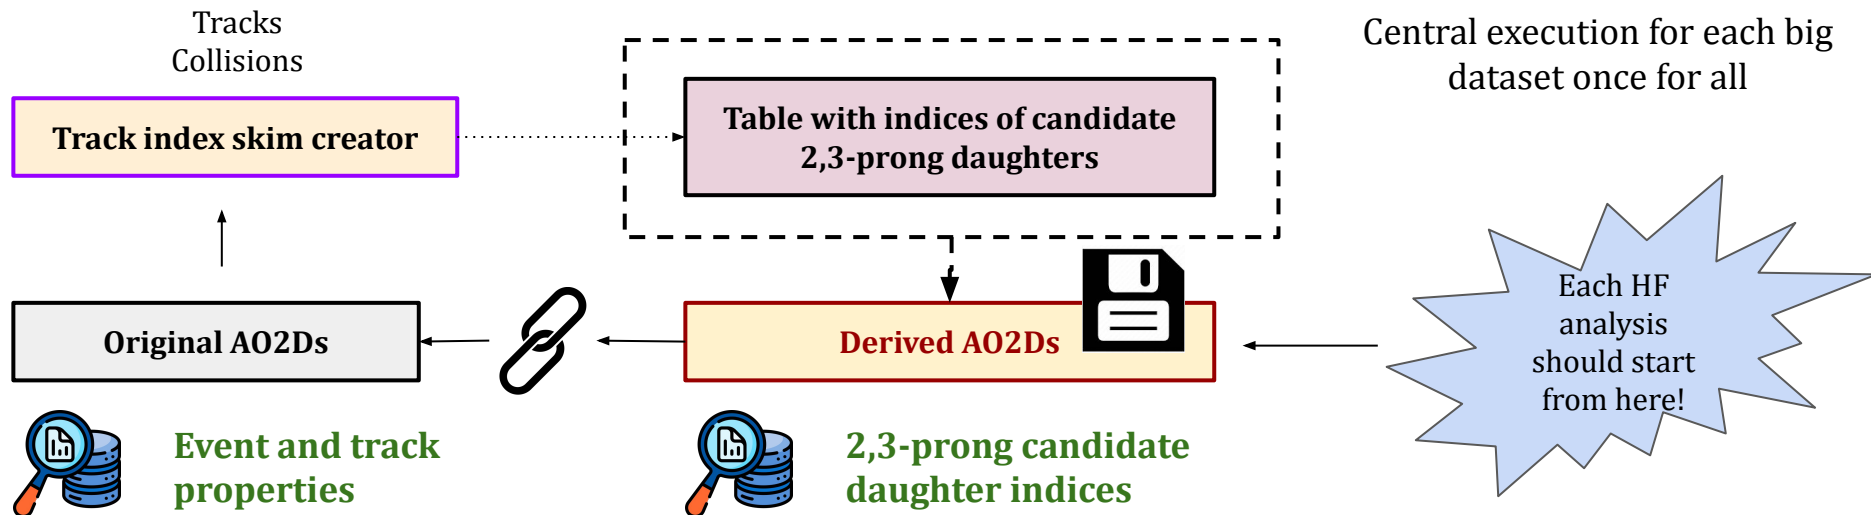 Tracks
Collisions
Central execution for each big
dataset once for all
Track index skim creator
Table with indices of candidate
2,3-prong daughters
Original AO2Ds
Derived AO2Ds
Each HF
analysis
should start
from here!
Event and track
properties
2,3-prong candidate
daughter indices